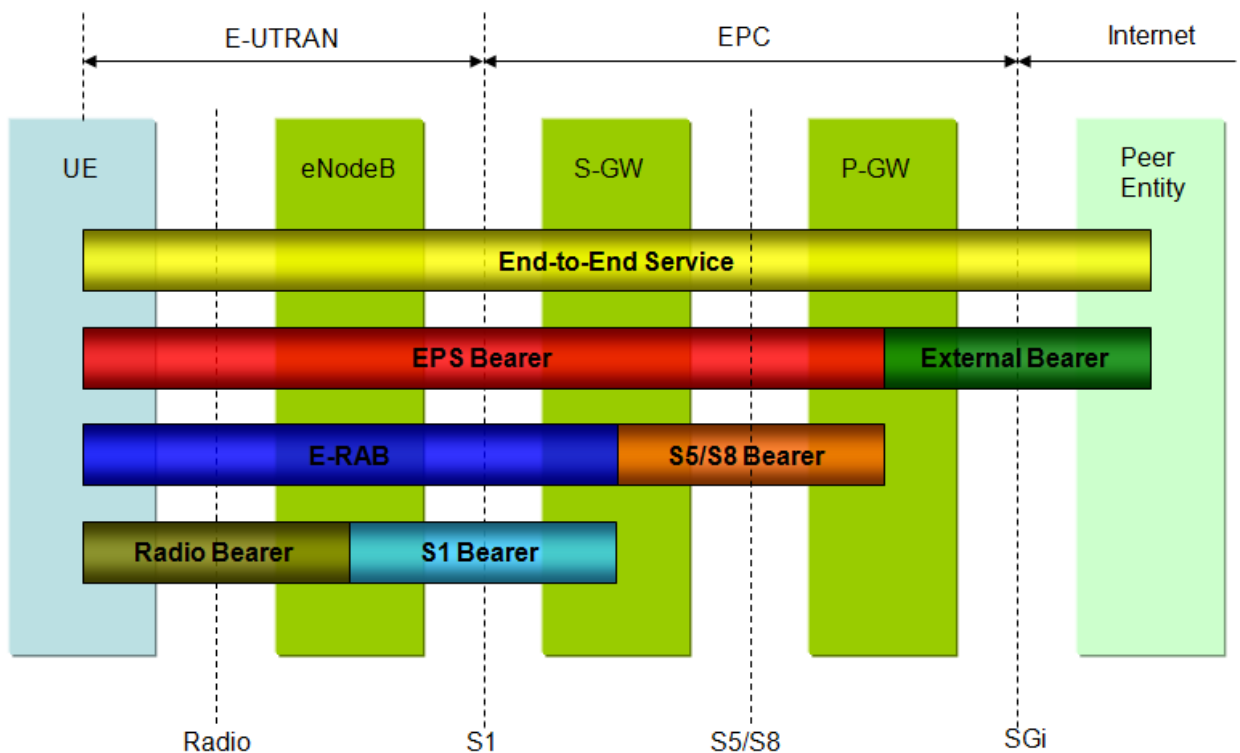 E-UTRAN
EPC
Internet
UE
eNodeB
S-GW
P-GW
Peer
Entity
End-to-End Service
EPS Bearer
External Bearer
E-RAB
S5/S8 Bearer
Radio Bearer
S1 Bearer
Radio
S1
S5/S8
SGi